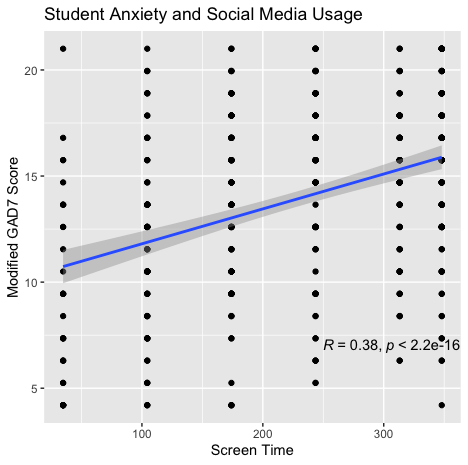 Student Anxiety and Social Media Usage
20
15
10
5
Modified GAD7 Score
R = 0.38, p < 2.2e-16
100 200 300
Screen Time